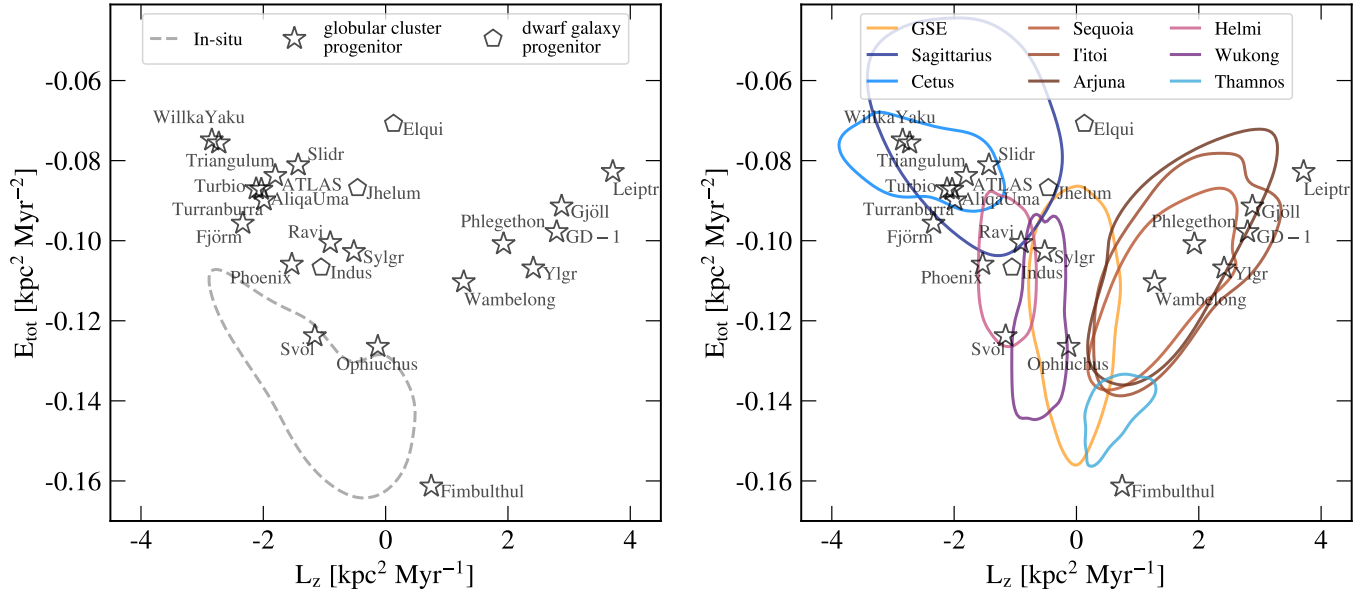 In-situ
globular cluster
progenitor
dwarf galaxy
progenitor
E_tot [kpc² Myr⁻²]
-0.06
-0.08
-0.10
-0.12
-0.14
-0.16
WillkaYaku
Elqui
Triangulum
Slidr
Turbio
ATLAS
Jhelum
AliqaUma
Leiptr
Turranburra
Gjöll
Phlegethon
Fjörm
GD − 1
Ravi
Sylgr
Phoenix
Indus
Ylgr
Wambelong
Svöl
Ophiuchus
Fimbulthul
-4
-2
0
2
4
L_z [kpc² Myr⁻¹]
GSE
Sagittarius
Cetus
Sequoia
I'itoi
Arjuna
Helmi
Wukong
Thamnos
E_tot [kpc² Myr⁻²]
-0.06
-0.08
-0.10
-0.12
-0.14
-0.16
WillkaYaku
Elqui
Triangulum
Slidr
Turbio
ATLAS
Jhelum
AliqaUma
Leiptr
Turranburra
Gjöll
Phlegethon
Fjörm
GD − 1
Ravi
Sylgr
Phoenix
Indus
Ylgr
Wambelong
Svöl
Ophiuchus
Fimbulthul
-4
-2
0
2
4
L_z [kpc² Myr⁻¹]